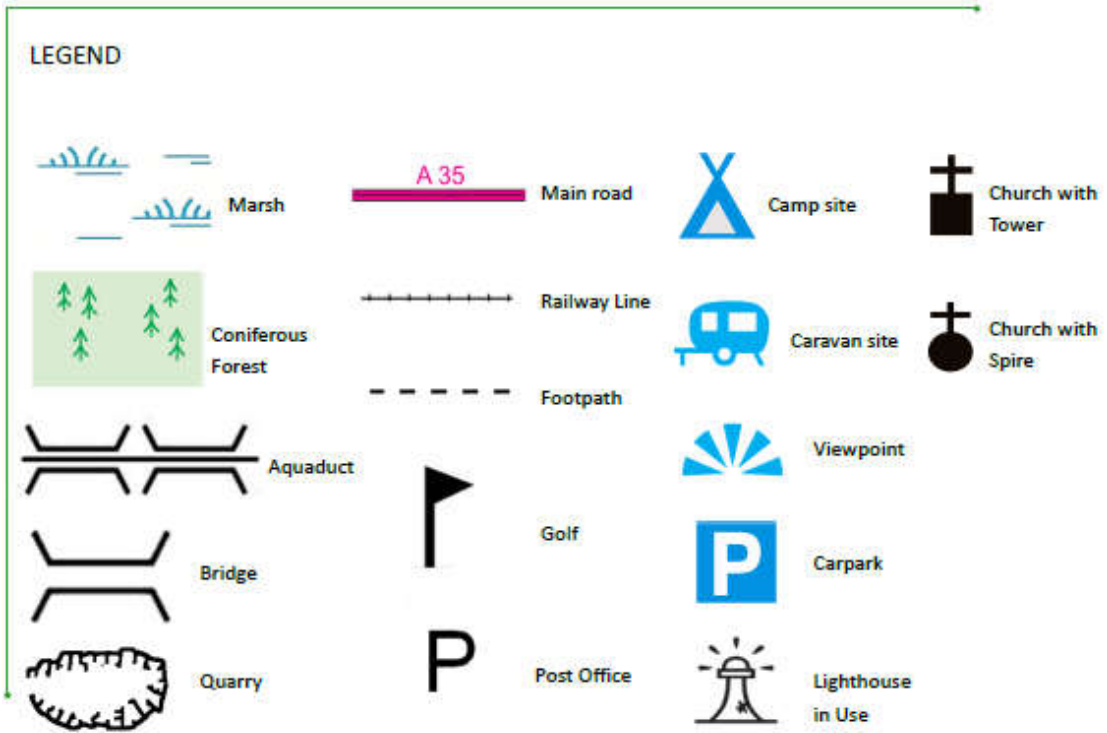 LEGEND
Marsh
Coniferous
Forest
Aquaduct
Bridge
Quarry
A 35
Main road
Railway Line
Footpath
Golf
P
Post Office
Camp site
Caravan site
Viewpoint
P
Carpark
Lighthouse
in Use
Church with
Tower
Church with
Spire